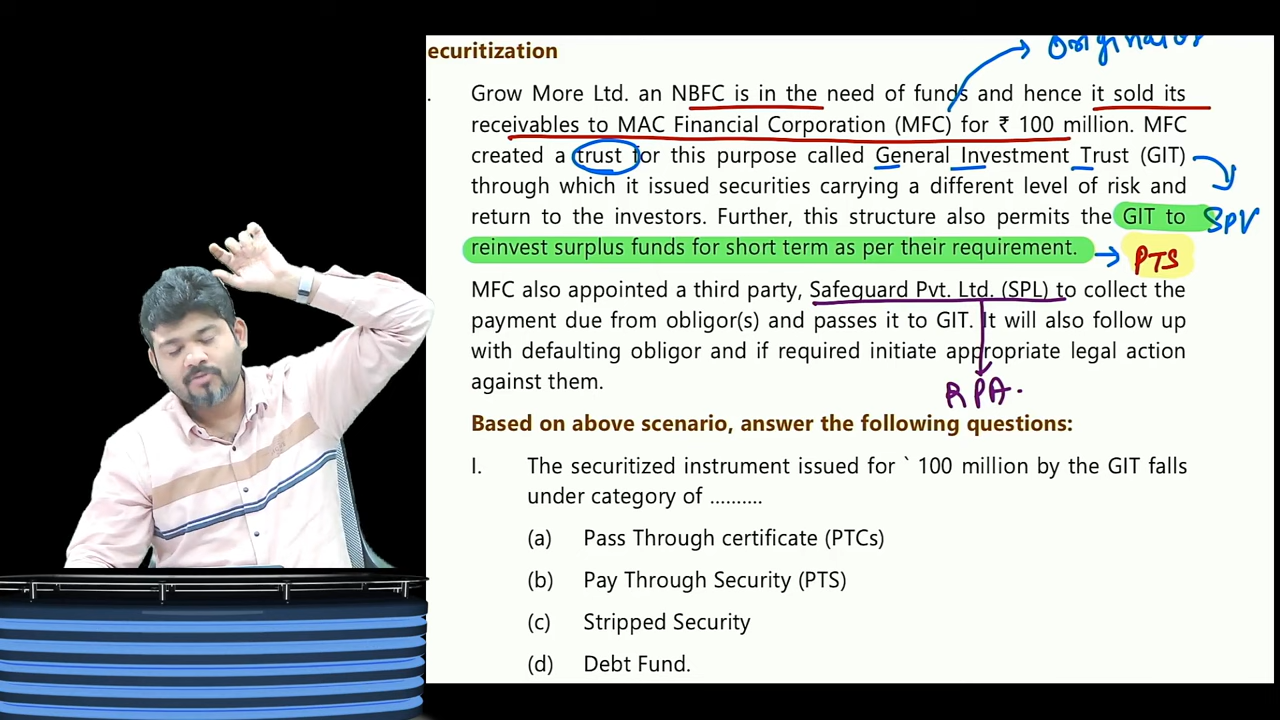 ecuritization
Originator
. Grow More Ltd. an NBFC is in the need of funds and hence it sold its
receivables to MAC Financial Corporation (MFC) for ₹ 100 million. MFC
created a trust for this purpose called General Investment Trust (GIT)
through which it issued securities carrying a different level of risk and
return to the investors. Further, this structure also permits the GIT to SPV
reinvest surplus funds for short term as per their requirement. PTS
MFC also appointed a third party, Safeguard Pvt. Ltd. (SPL) to collect the
payment due from obligor(s) and passes it to GIT. It will also follow up
with defaulting obligor and if required initiate appropriate legal action
against them.
RPA.
Based on above scenario, answer the following questions:
I. The securitized instrument issued for ` 100 million by the GIT falls
under category of ..........
(a) Pass Through certificate (PTCs)
(b) Pay Through Security (PTS)
(c) Stripped Security
(d) Debt Fund.